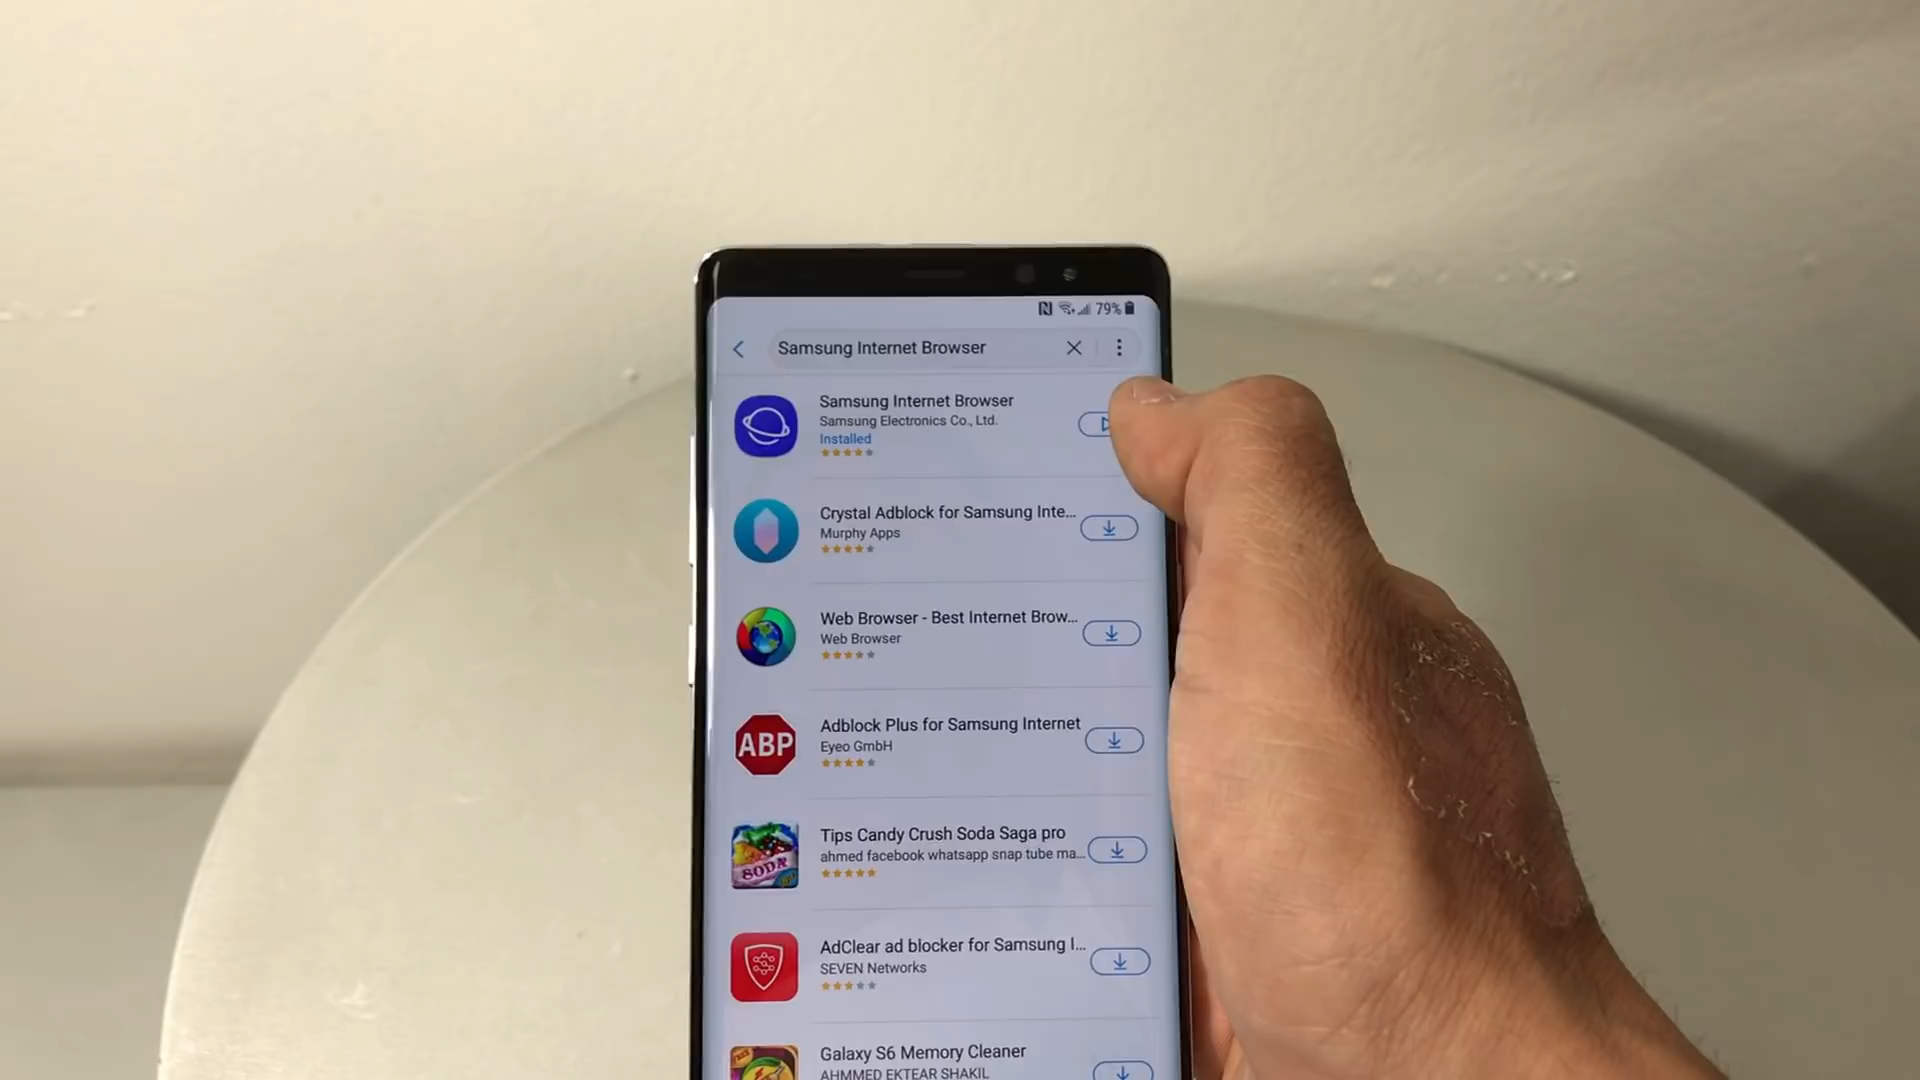 79%
Samsung Internet Browser
Samsung Internet Browser
Samsung Electronics Co., Ltd.
Installed
Crystal Adblock for Samsung Inte...
Murphy Apps
Web Browser - Best Internet Brow...
Web Browser
ABP
Adblock Plus for Samsung Internet
Eyeo GmbH
SODA
Tips Candy Crush Soda Saga pro
ahmed facebook whatsapp snap tube ma...
AdClear ad blocker for Samsung I...
SEVEN Networks
FREE
Galaxy S6 Memory Cleaner
AHMMED EKTEAR SHAKIL